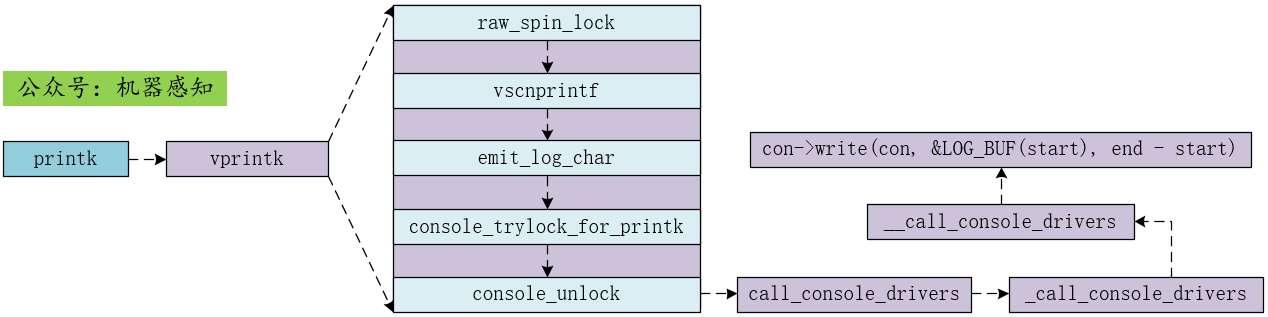 公众号：机器感知
printk
vprintk
raw_spin_lock
vscnprintf
emit_log_char
console_trylock_for_printk
console_unlock
call_console_drivers
_call_console_drivers
__call_console_drivers
con->write(con, &LOG_BUF(start), end - start)